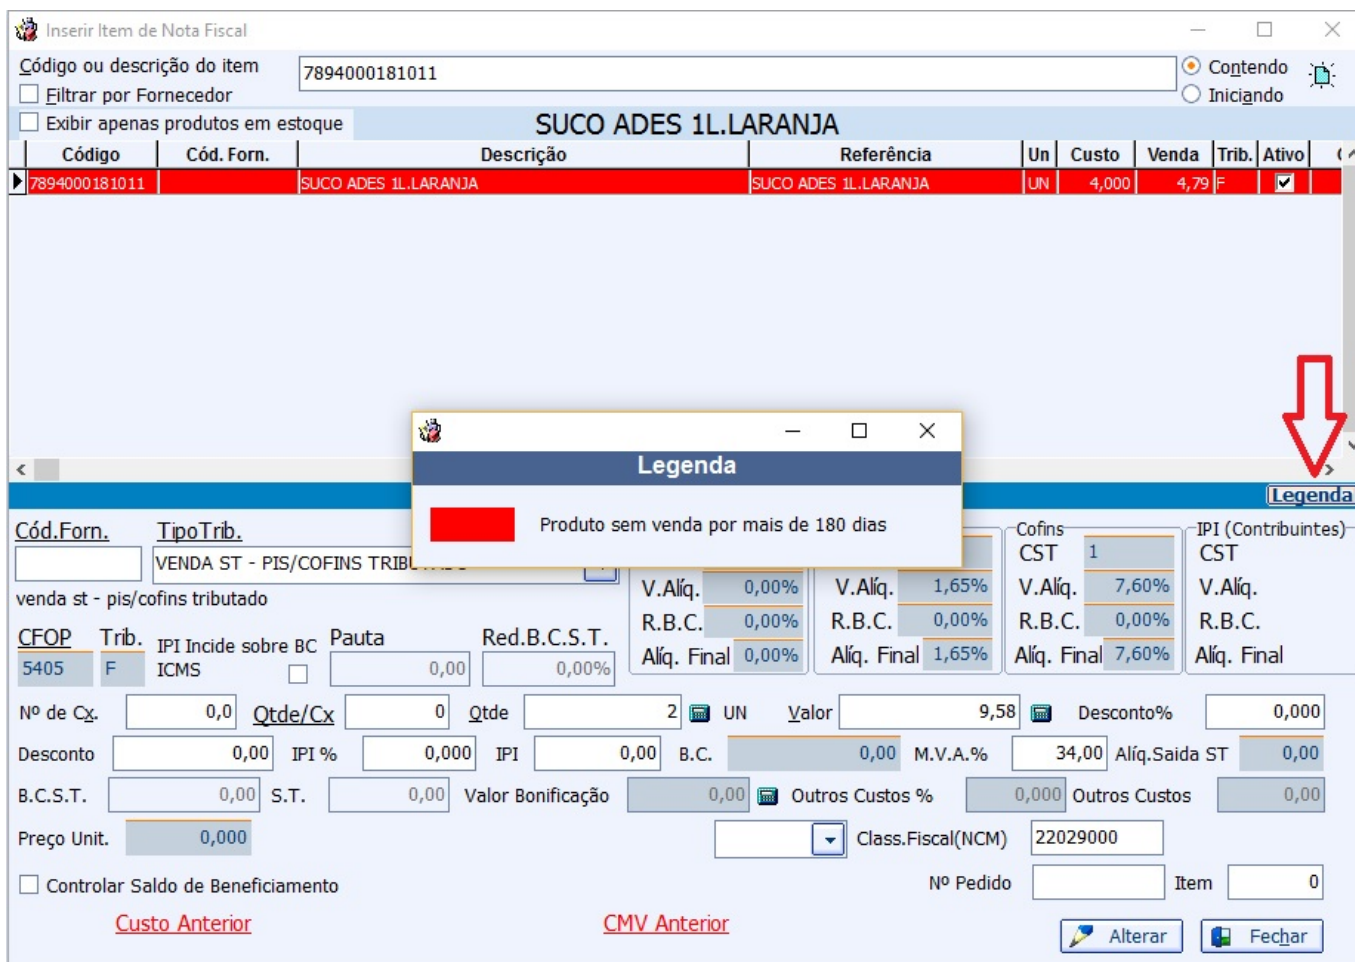 Inserir Item de Nota Fiscal
Código ou descrição do item 7894000181011 Contendo
Filtrar por Fornecedor Iniciando
Exibir apenas produtos em estoque SUCO ADES 1L.LARANJA
Código Cód. Forn. Descrição Referência Un Custo Venda Trib. Ativo
7894000181011 SUCO ADES 1L.LARANJA SUCO ADES 1L.LARANJA UN 4,000 4,79 F
Legenda
Produto sem venda por mais de 180 dias
Legenda
Cód.Forn. TipoTrib. Cofins IPI (Contribuintes)
VENDA ST - PIS/COFINS CST 1 CST
venda st - pis/cofins tributado V.Alíq. 0,00% V.Alíq. 1,65% V.Alíq. 7,60% V.Alíq.
R.B.C. 0,00% R.B.C. 0,00% R.B.C. 0,00% R.B.C.
CFOP Trib. IPI Incide sobre BC ICMS Pauta Red.B.C.S.T.
5405 F 0,00 0,00% Alíq. Final 0,00% Alíq. Final 1,65% Alíq. Final 7,60% Alíq. Final
Nº de Cx. 0,0 Qtde/Cx 0 Qtde 2 UN Valor 9,58 Desconto% 0,000
Desconto 0,00 IPI % 0,000 IPI 0,00 B.C. 0,00 M.V.A.% 34,00 Alíq.Saida ST 0,00
B.C.S.T. 0,00 S.T. 0,00 Valor Bonificação 0,00 Outros Custos % 0,000 Outros Custos 0,00
Preço Unit. 0,000 Class.Fiscal(NCM) 22029000
Controlar Saldo de Beneficiamento Nº Pedido Item 0
Custo Anterior CMV Anterior Alterar Fechar